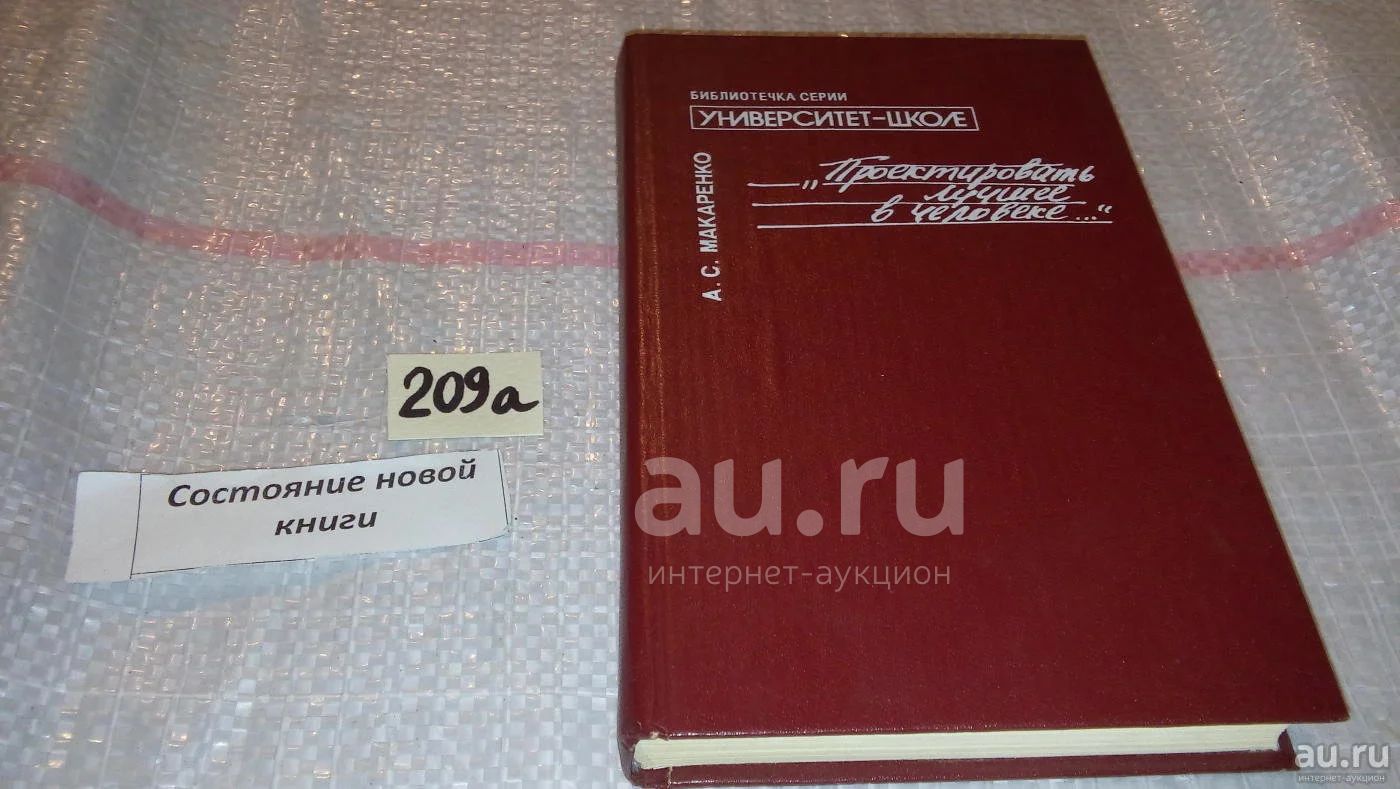 БИБЛИОТЕЧКА СЕРИИ
УНИВЕРСИТЕТ-ШКОЛЕ
А. С. МАКАРЕНКО
„Проектировать
лучшее
в человеке..."
209а
Состояние новой
книги
au.ru
интернет-аукцион
au.ru
интернет-аукцион